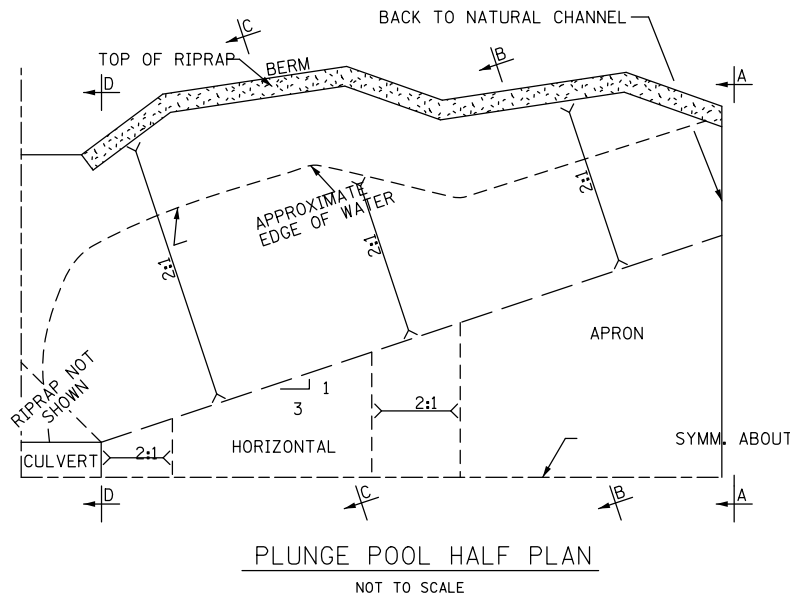 BACK TO NATURAL CHANNEL
C
TOP OF RIPRAP
BERM
B
D
A
APPROXIMATE
EDGE OF WATER
2:1
2:1
2:1
APRON
RIPRAP NOT
SHOWN
1
3
2:1
HORIZONTAL
SYMM. ABOUT
CULVERT
2:1
D
C
B
A
PLUNGE POOL HALF PLAN
NOT TO SCALE